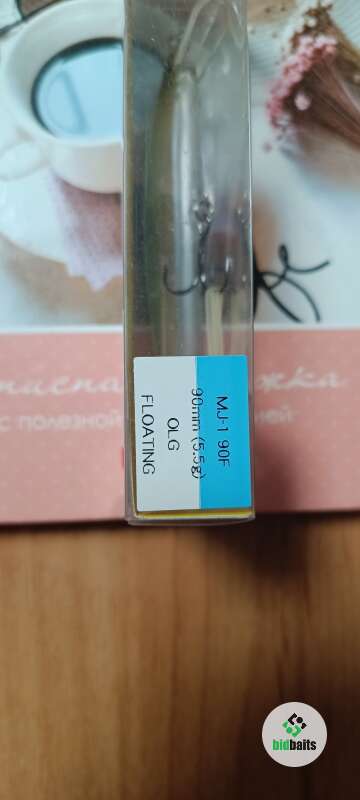 MJ-1 90F
90mm (5.5g)
OLG
FLOATING
С ПОЛЕЗНОЙ
bidbaits